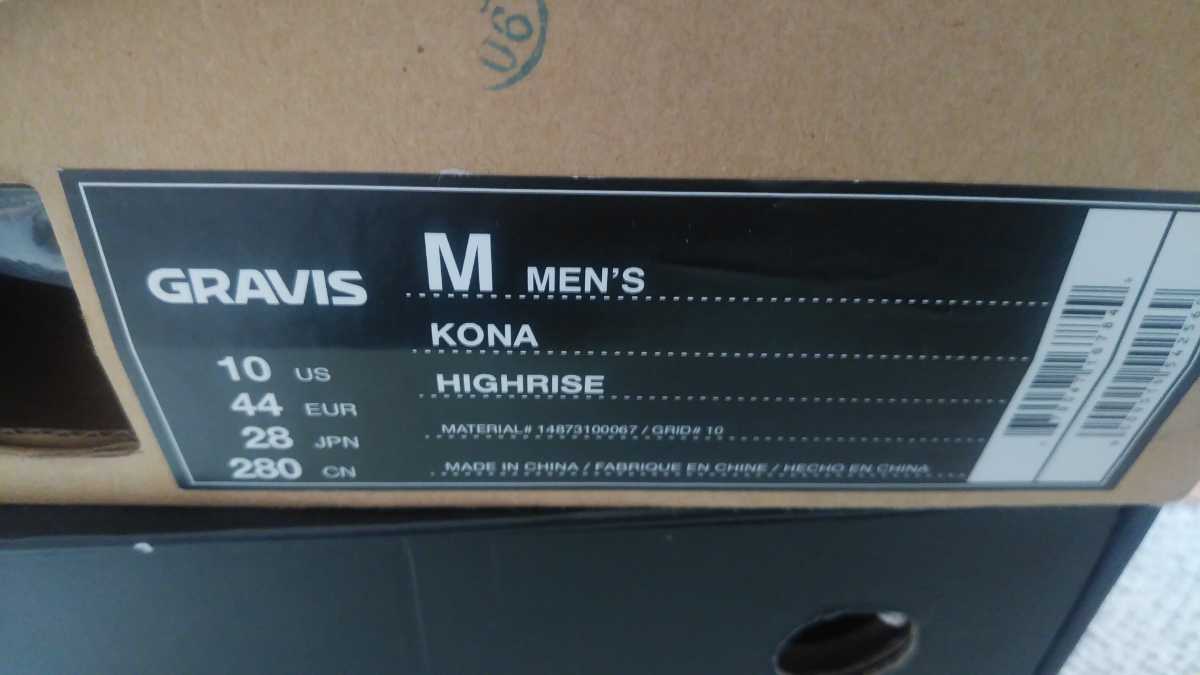 U6
GRAVIS
10 US
44 EUR
28 JPN
280 CN
M MEN'S
KONA
HIGHRISE
MATERIAL# 14873100067 / GRID# 10
MADE IN CHINA / FABRIQUE EN CHINE / HECHO EN CHINA